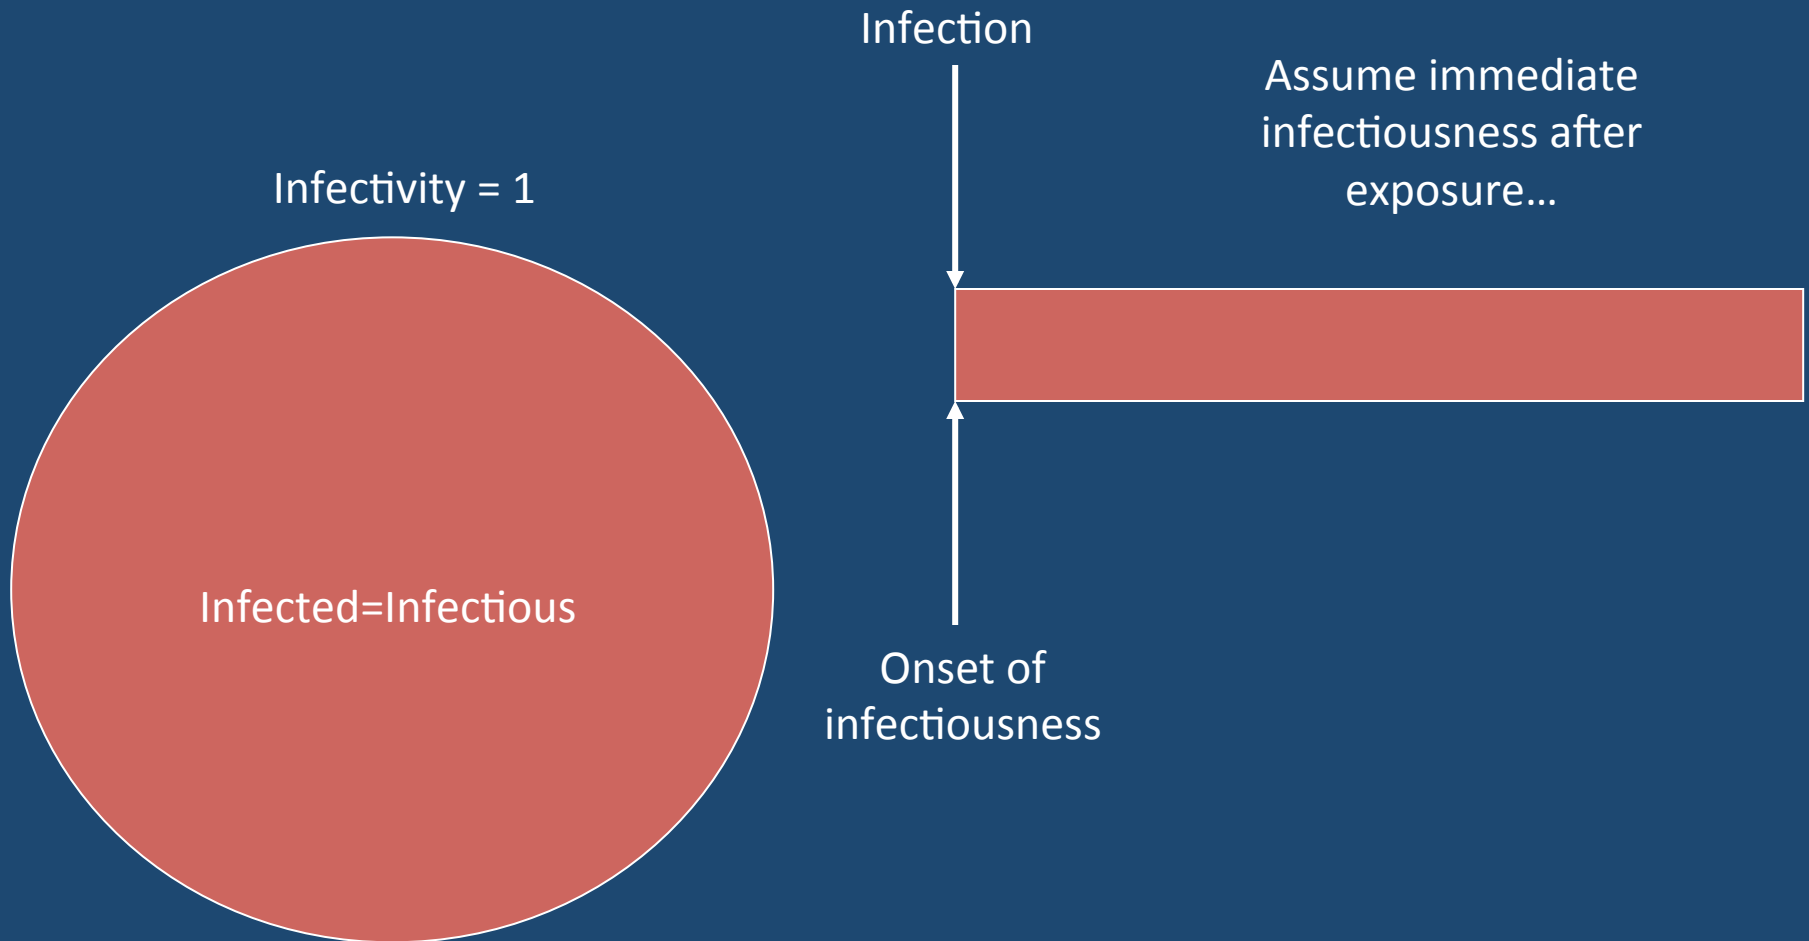 Infection
Assume immediate
infectiousness after
exposure...
Infectivity = 1
Infected=Infectious
Onset of
infectiousness